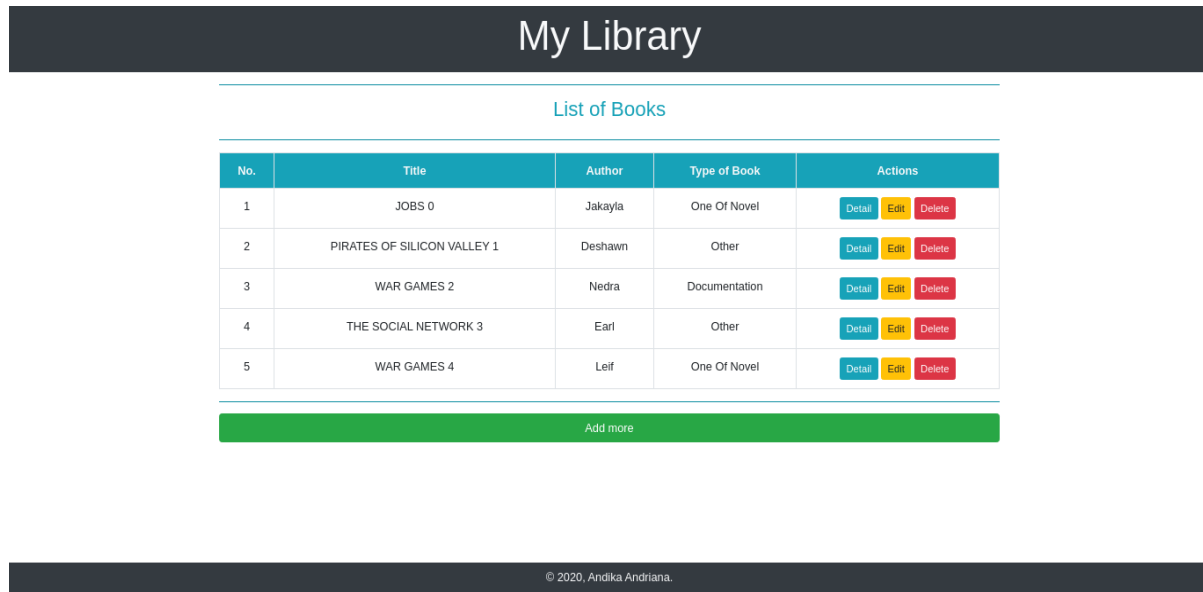 My Library
List of Books
No. Title Author Type of Book Actions
1 JOBS 0 Jakayla One Of Novel Detail Edit Delete
2 PIRATES OF SILICON VALLEY 1 Deshawn Other Detail Edit Delete
3 WAR GAMES 2 Nedra Documentation Detail Edit Delete
4 THE SOCIAL NETWORK 3 Earl Other Detail Edit Delete
5 WAR GAMES 4 Leif One Of Novel Detail Edit Delete
Add more
© 2020, Andika Andriana.